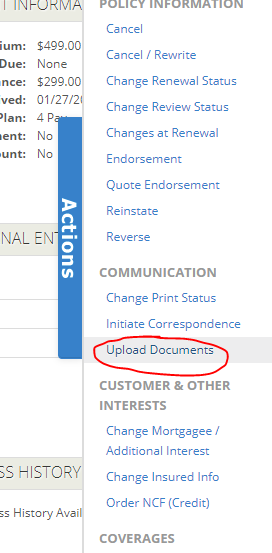 T INFORMA
ium: $499.00
Due: None
nce: $299.00
ved: 01/27/20
Plan: 4 Pay
ent: No
unt: No
NAL ENT
SS HISTORY
ss History Avail
Actions
POLICY INFORMATION
Cancel
Cancel / Rewrite
Change Renewal Status
Change Review Status
Changes at Renewal
Endorsement
Quote Endorsement
Reinstate
Reverse
COMMUNICATION
Change Print Status
Initiate Correspondence
Upload Documents
CUSTOMER & OTHER
INTERESTS
Change Mortgagee /
Additional Interest
Change Insured Info
Order NCF (Credit)
COVERAGES